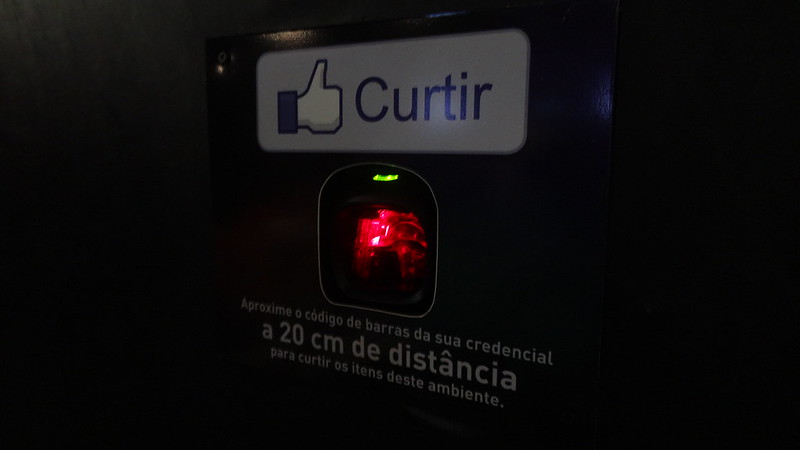 Curtir
Aproxime o código de barras da sua credencial
a 20 cm de distância
para curtir os itens deste ambiente.